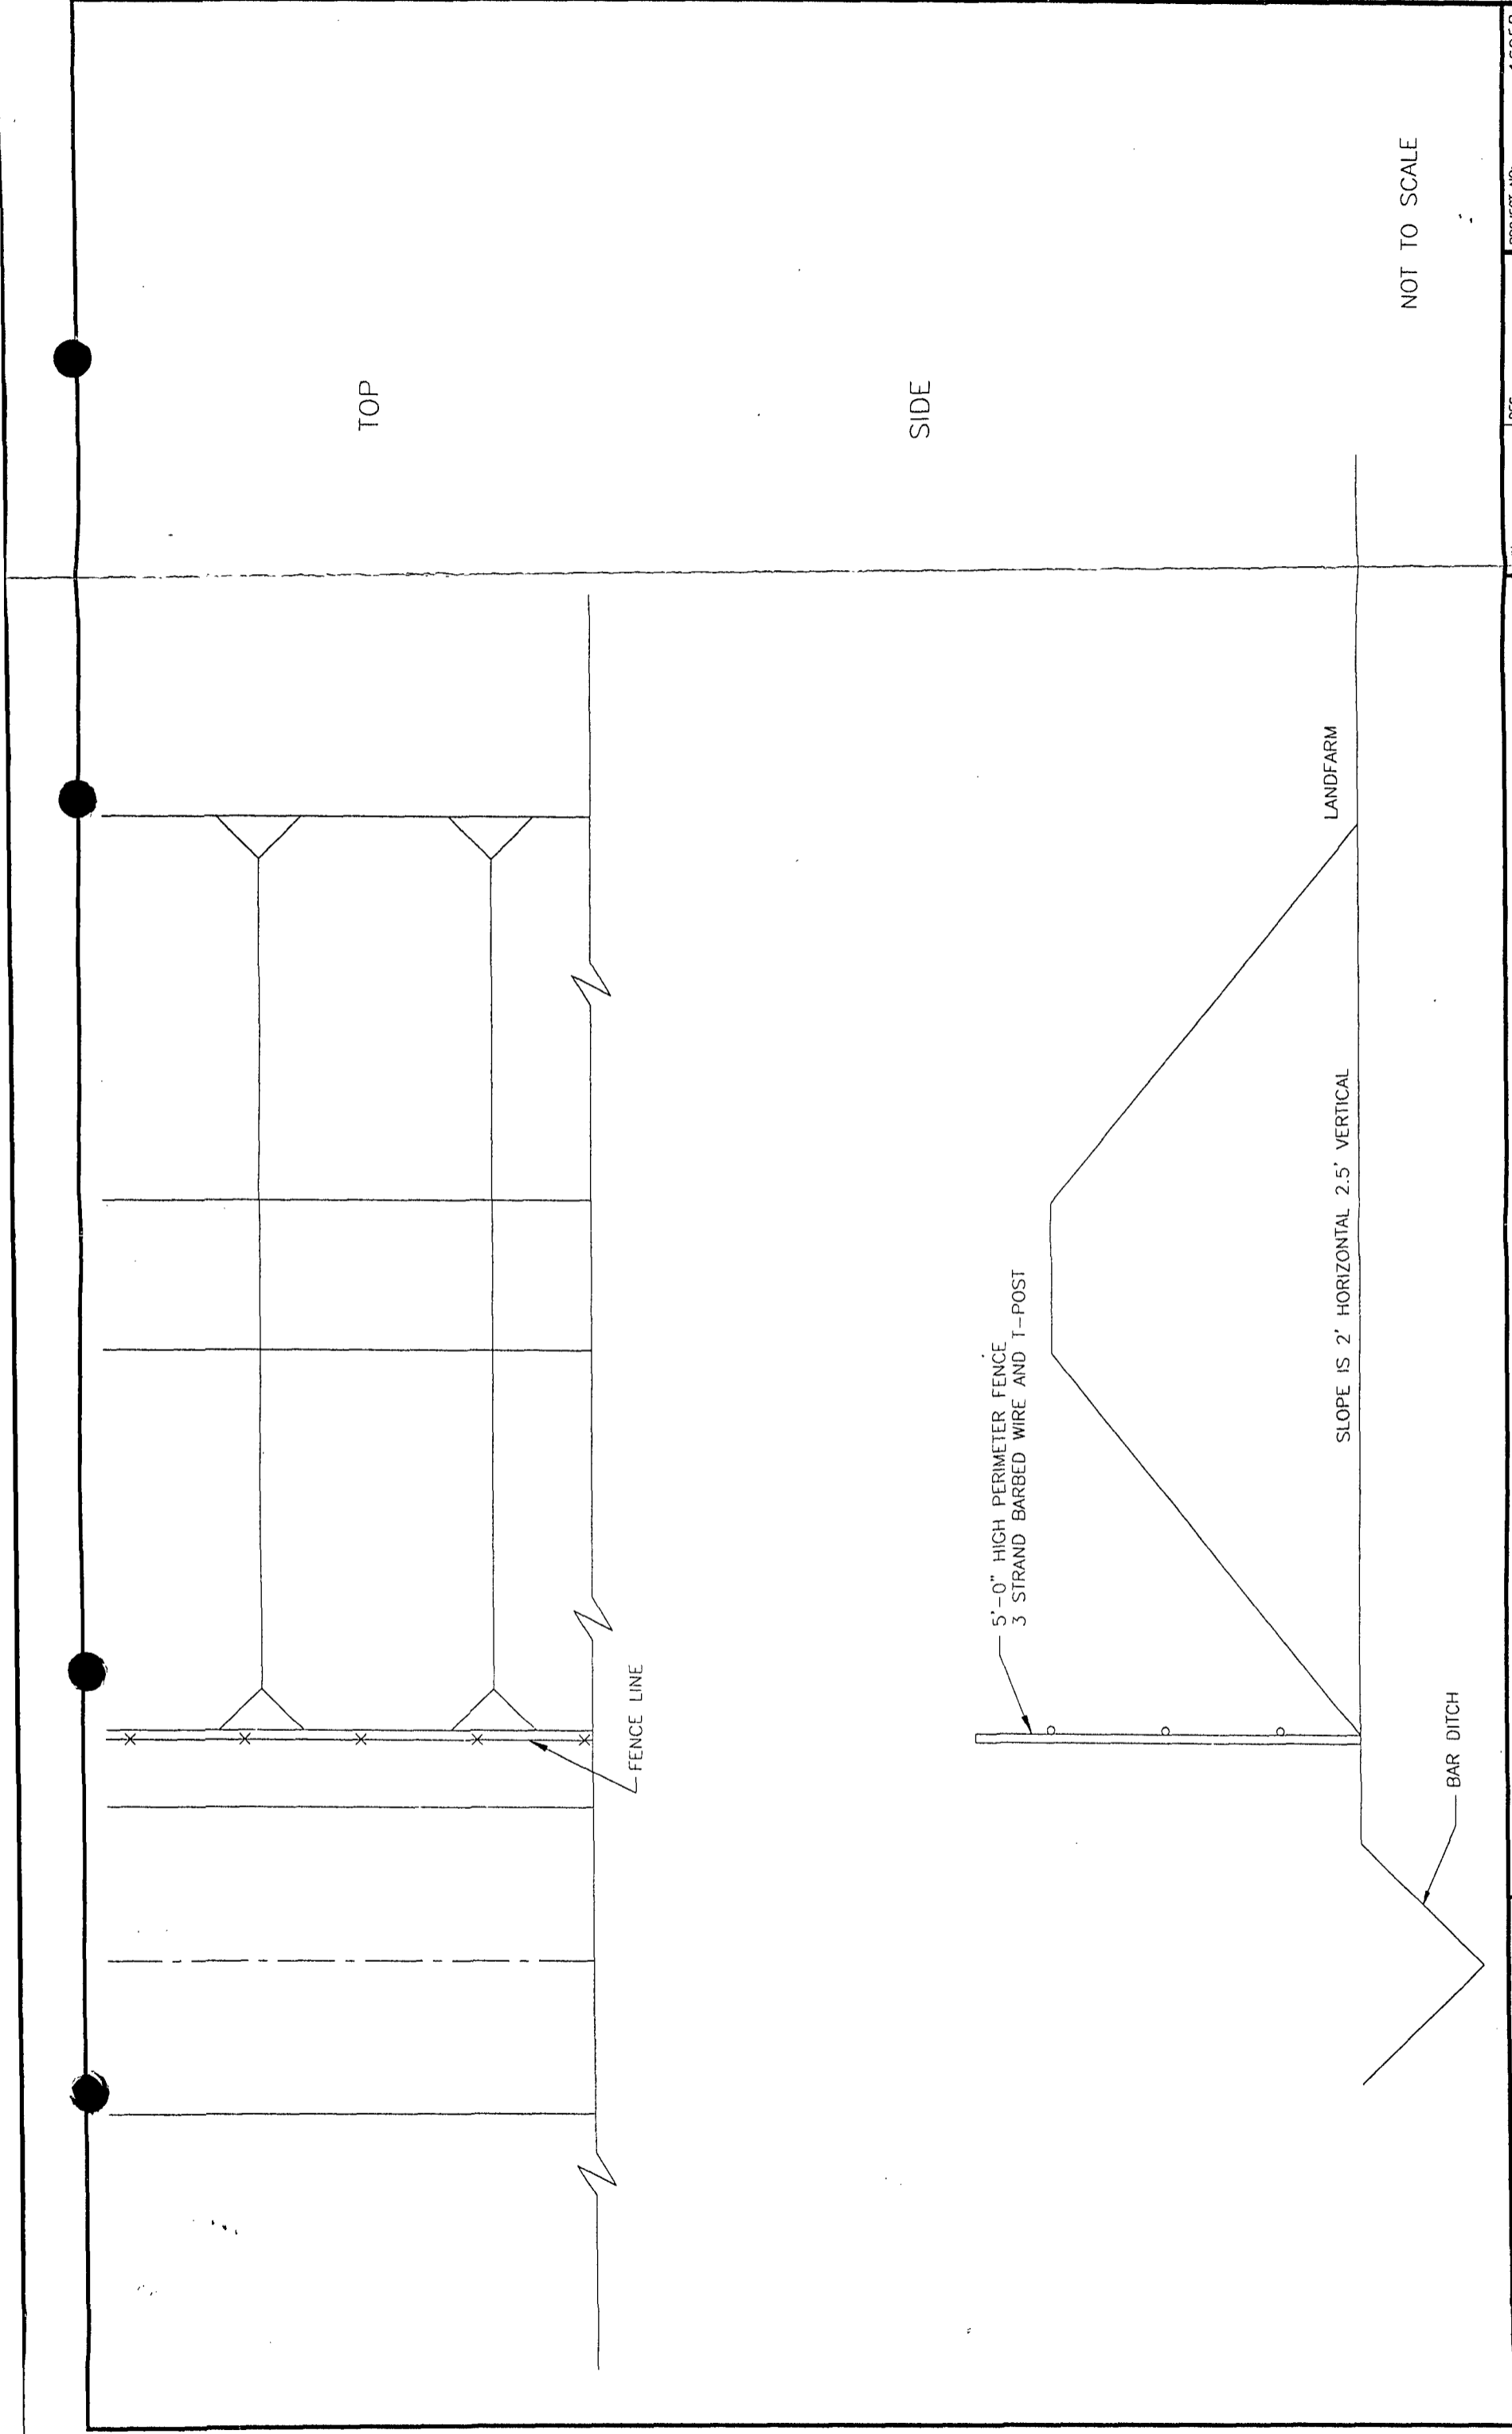 TOP
FENCE LINE
SIDE
5'-0" HIGH PERIMETER FENCE
3 STRAND BARBED WIRE AND T-POST
LANDFARM
SLOPE IS 2' HORIZONTAL 2.5' VERTICAL
BAR DITCH
NOT TO SCALE